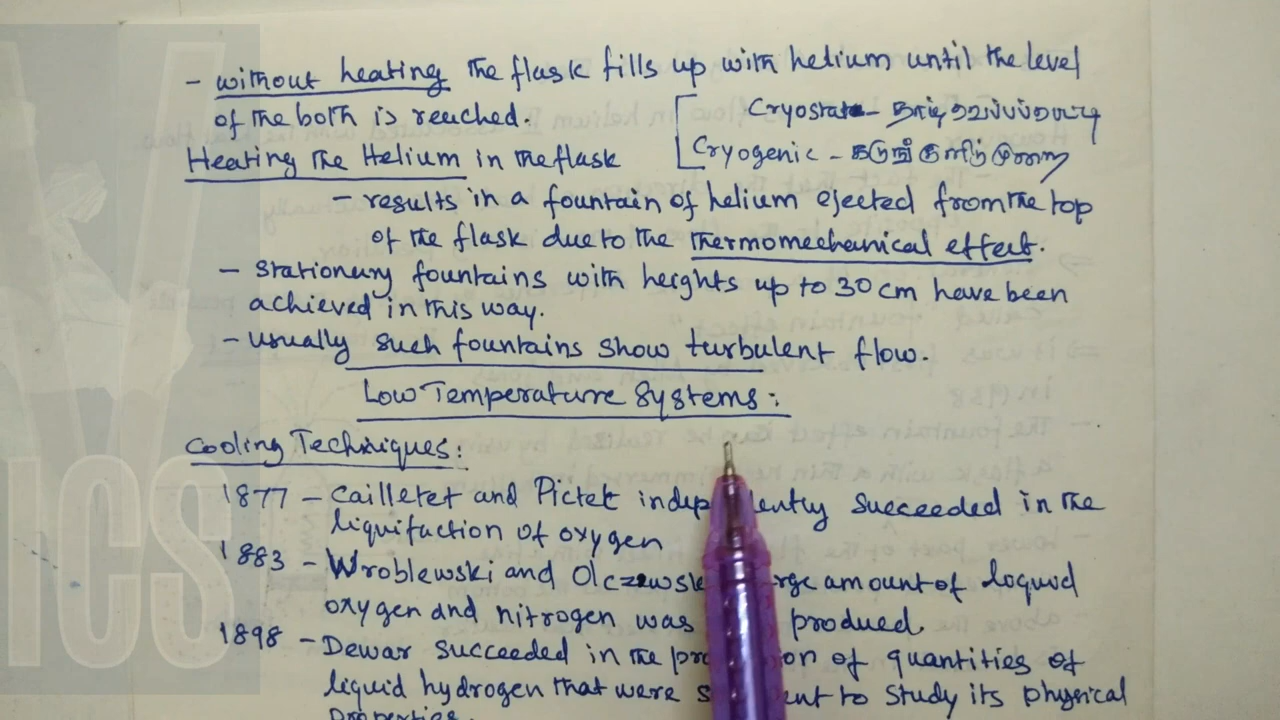 - without heating the flask fills up with helium until the level
of the both is reached.
Cryostat -
Heating the Helium in the flask
Cryogenic -
- results in a fountain of helium ejected from the top
of the flask due to the thermomechanical effect.
- stationery fountains with heights up to 30 cm have been
achieved in this way.
- usually such fountains show turbulent flow.
Low Temperature Systems:
Cooling Techniques:
1877 - Cailletet and Pictet indep ently succeeded in the
liquifaction of oxygen
1883 - Wroblewski and Olczewsk rge amount of loquid
oxygen and nitrogen was produced.
1898 - Dewar succeeded in the pro on of quantities of
liquid hydrogen that were s ent to study its physical
properties.